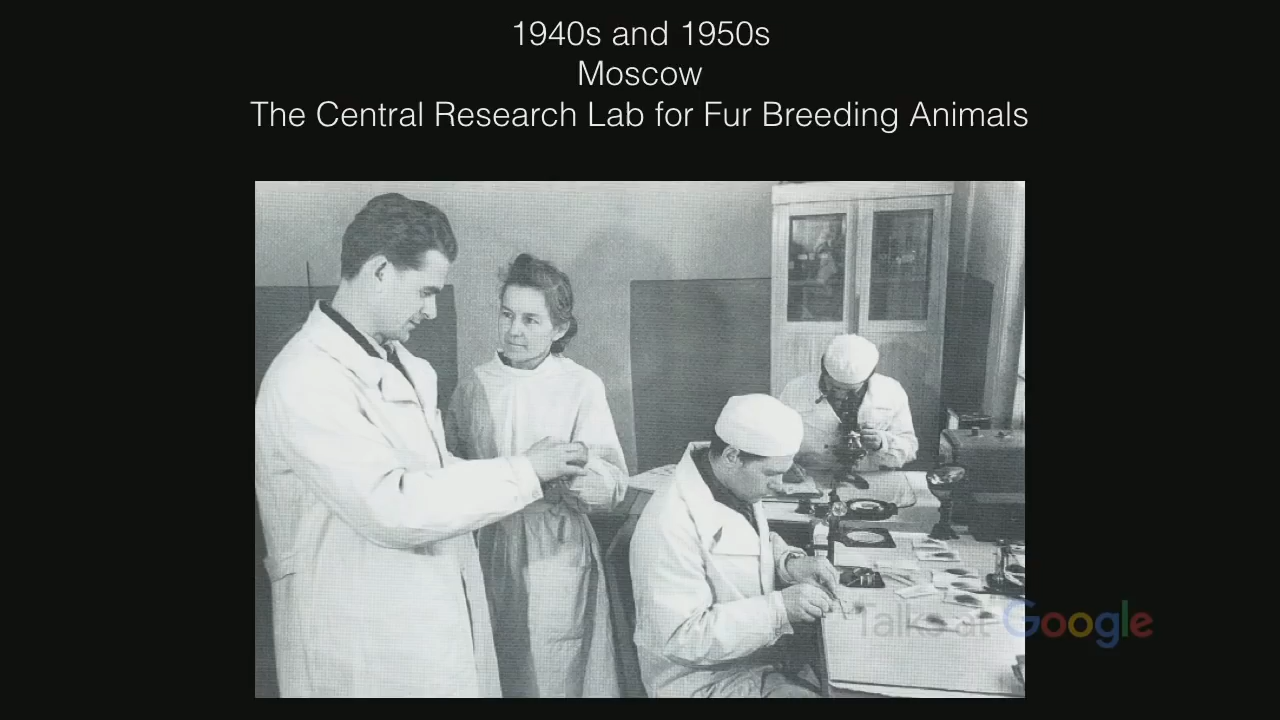 1940s and 1950s
Moscow
The Central Research Lab for Fur Breeding Animals
Talks at Google